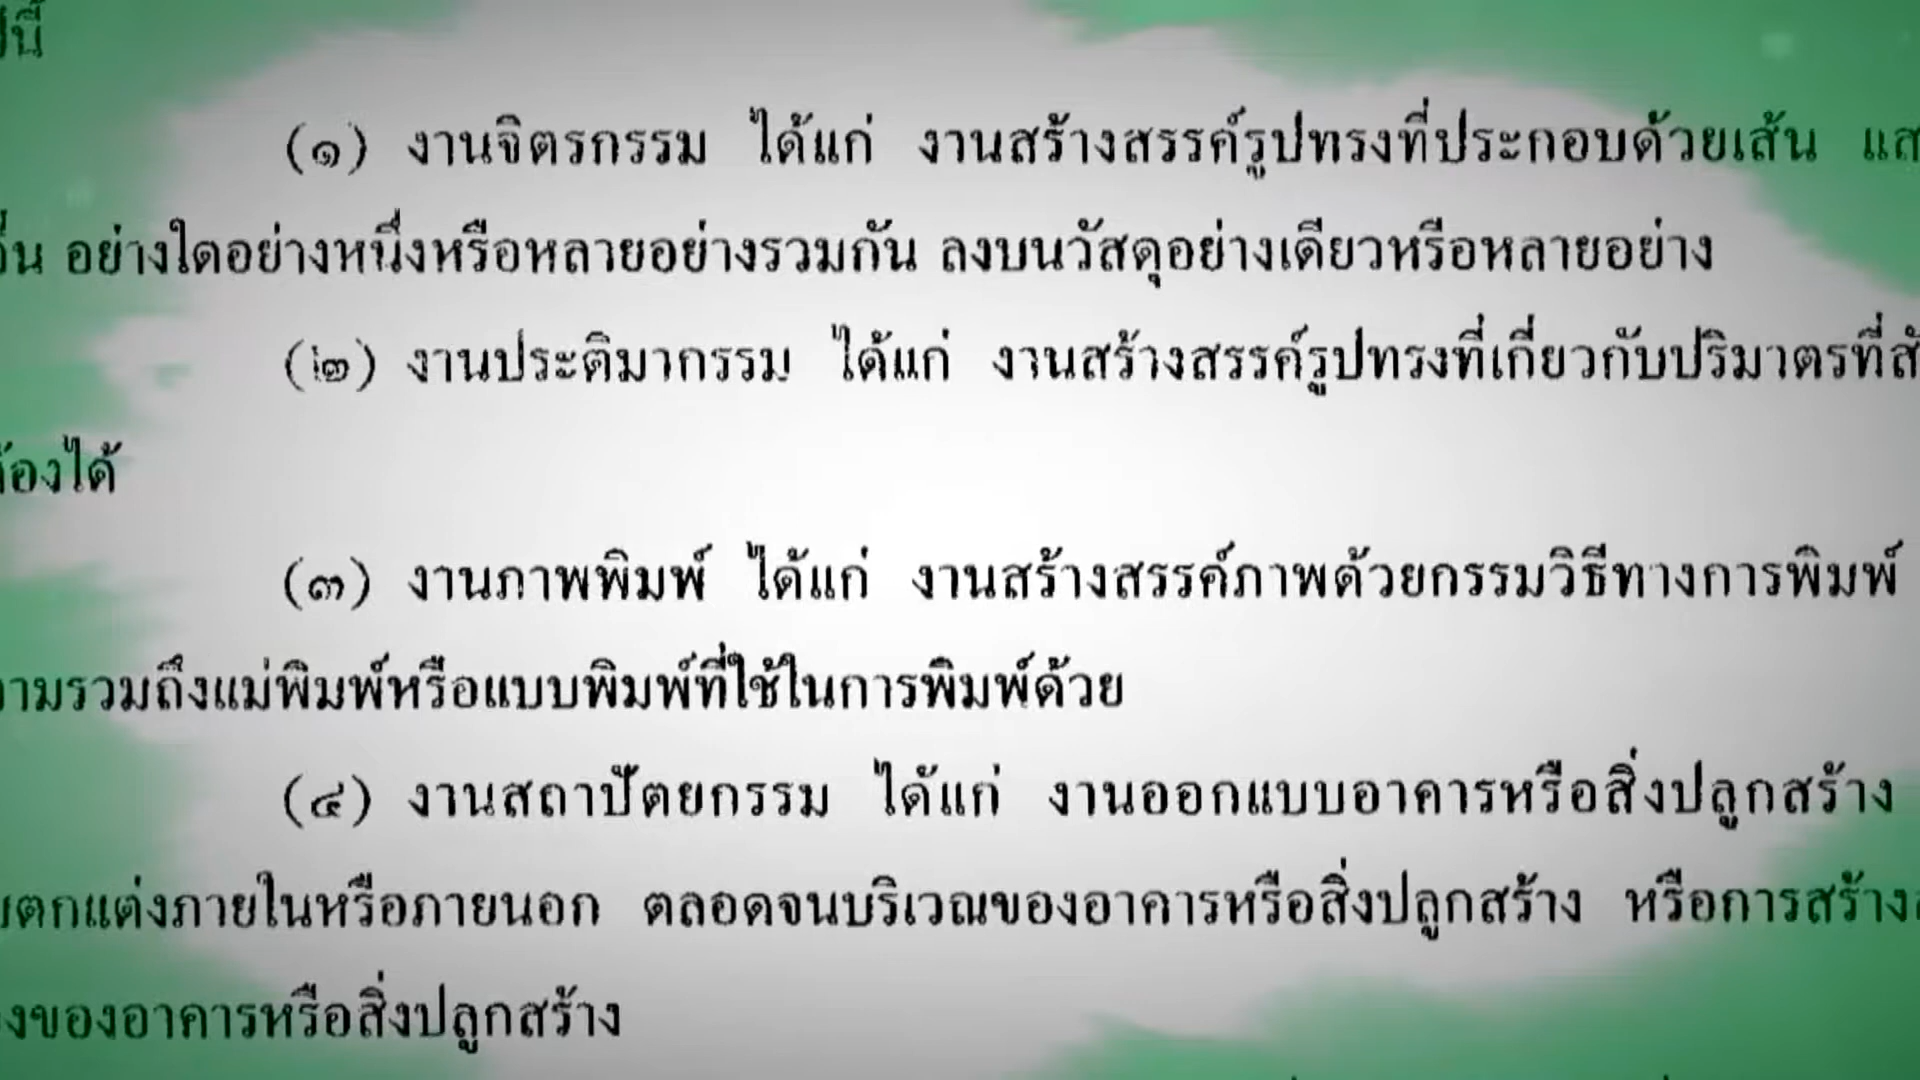 นี้
(๑) งานจิตรกรรม ได้แก่ งานสร้างสรรค์รูปทรงที่ประกอบด้วยเส้น
อย่างใดอย่างหนึ่งหรือหลายอย่างรวมกัน ลงบนวัสดุอย่างเดียวหรือหลายอย่าง
(๒) งานประติมากรรม ได้แก่ งานสร้างสรรค์รูปทรงที่เกี่ยวกับปริมาตรที่
ต้องได้
(๓) งานภาพพิมพ์ ได้แก่ งานสร้างสรรค์ภาพด้วยกรรมวิธีทางการพิมพ์
ามรวมถึงแม่พิมพ์หรือแบบพิมพ์ที่ใช้ในการพิมพ์ด้วย
(๔) งานสถาปัตยกรรม ได้แก่ งานออกแบบอาคารหรือสิ่งปลูกสร้าง
ตกแต่งภายในหรือภายนอก ตลอดจนบริเวณของอาคารหรือสิ่งปลูกสร้าง หรือการสร้าง
ของอาคารหรือสิ่งปลูกสร้าง